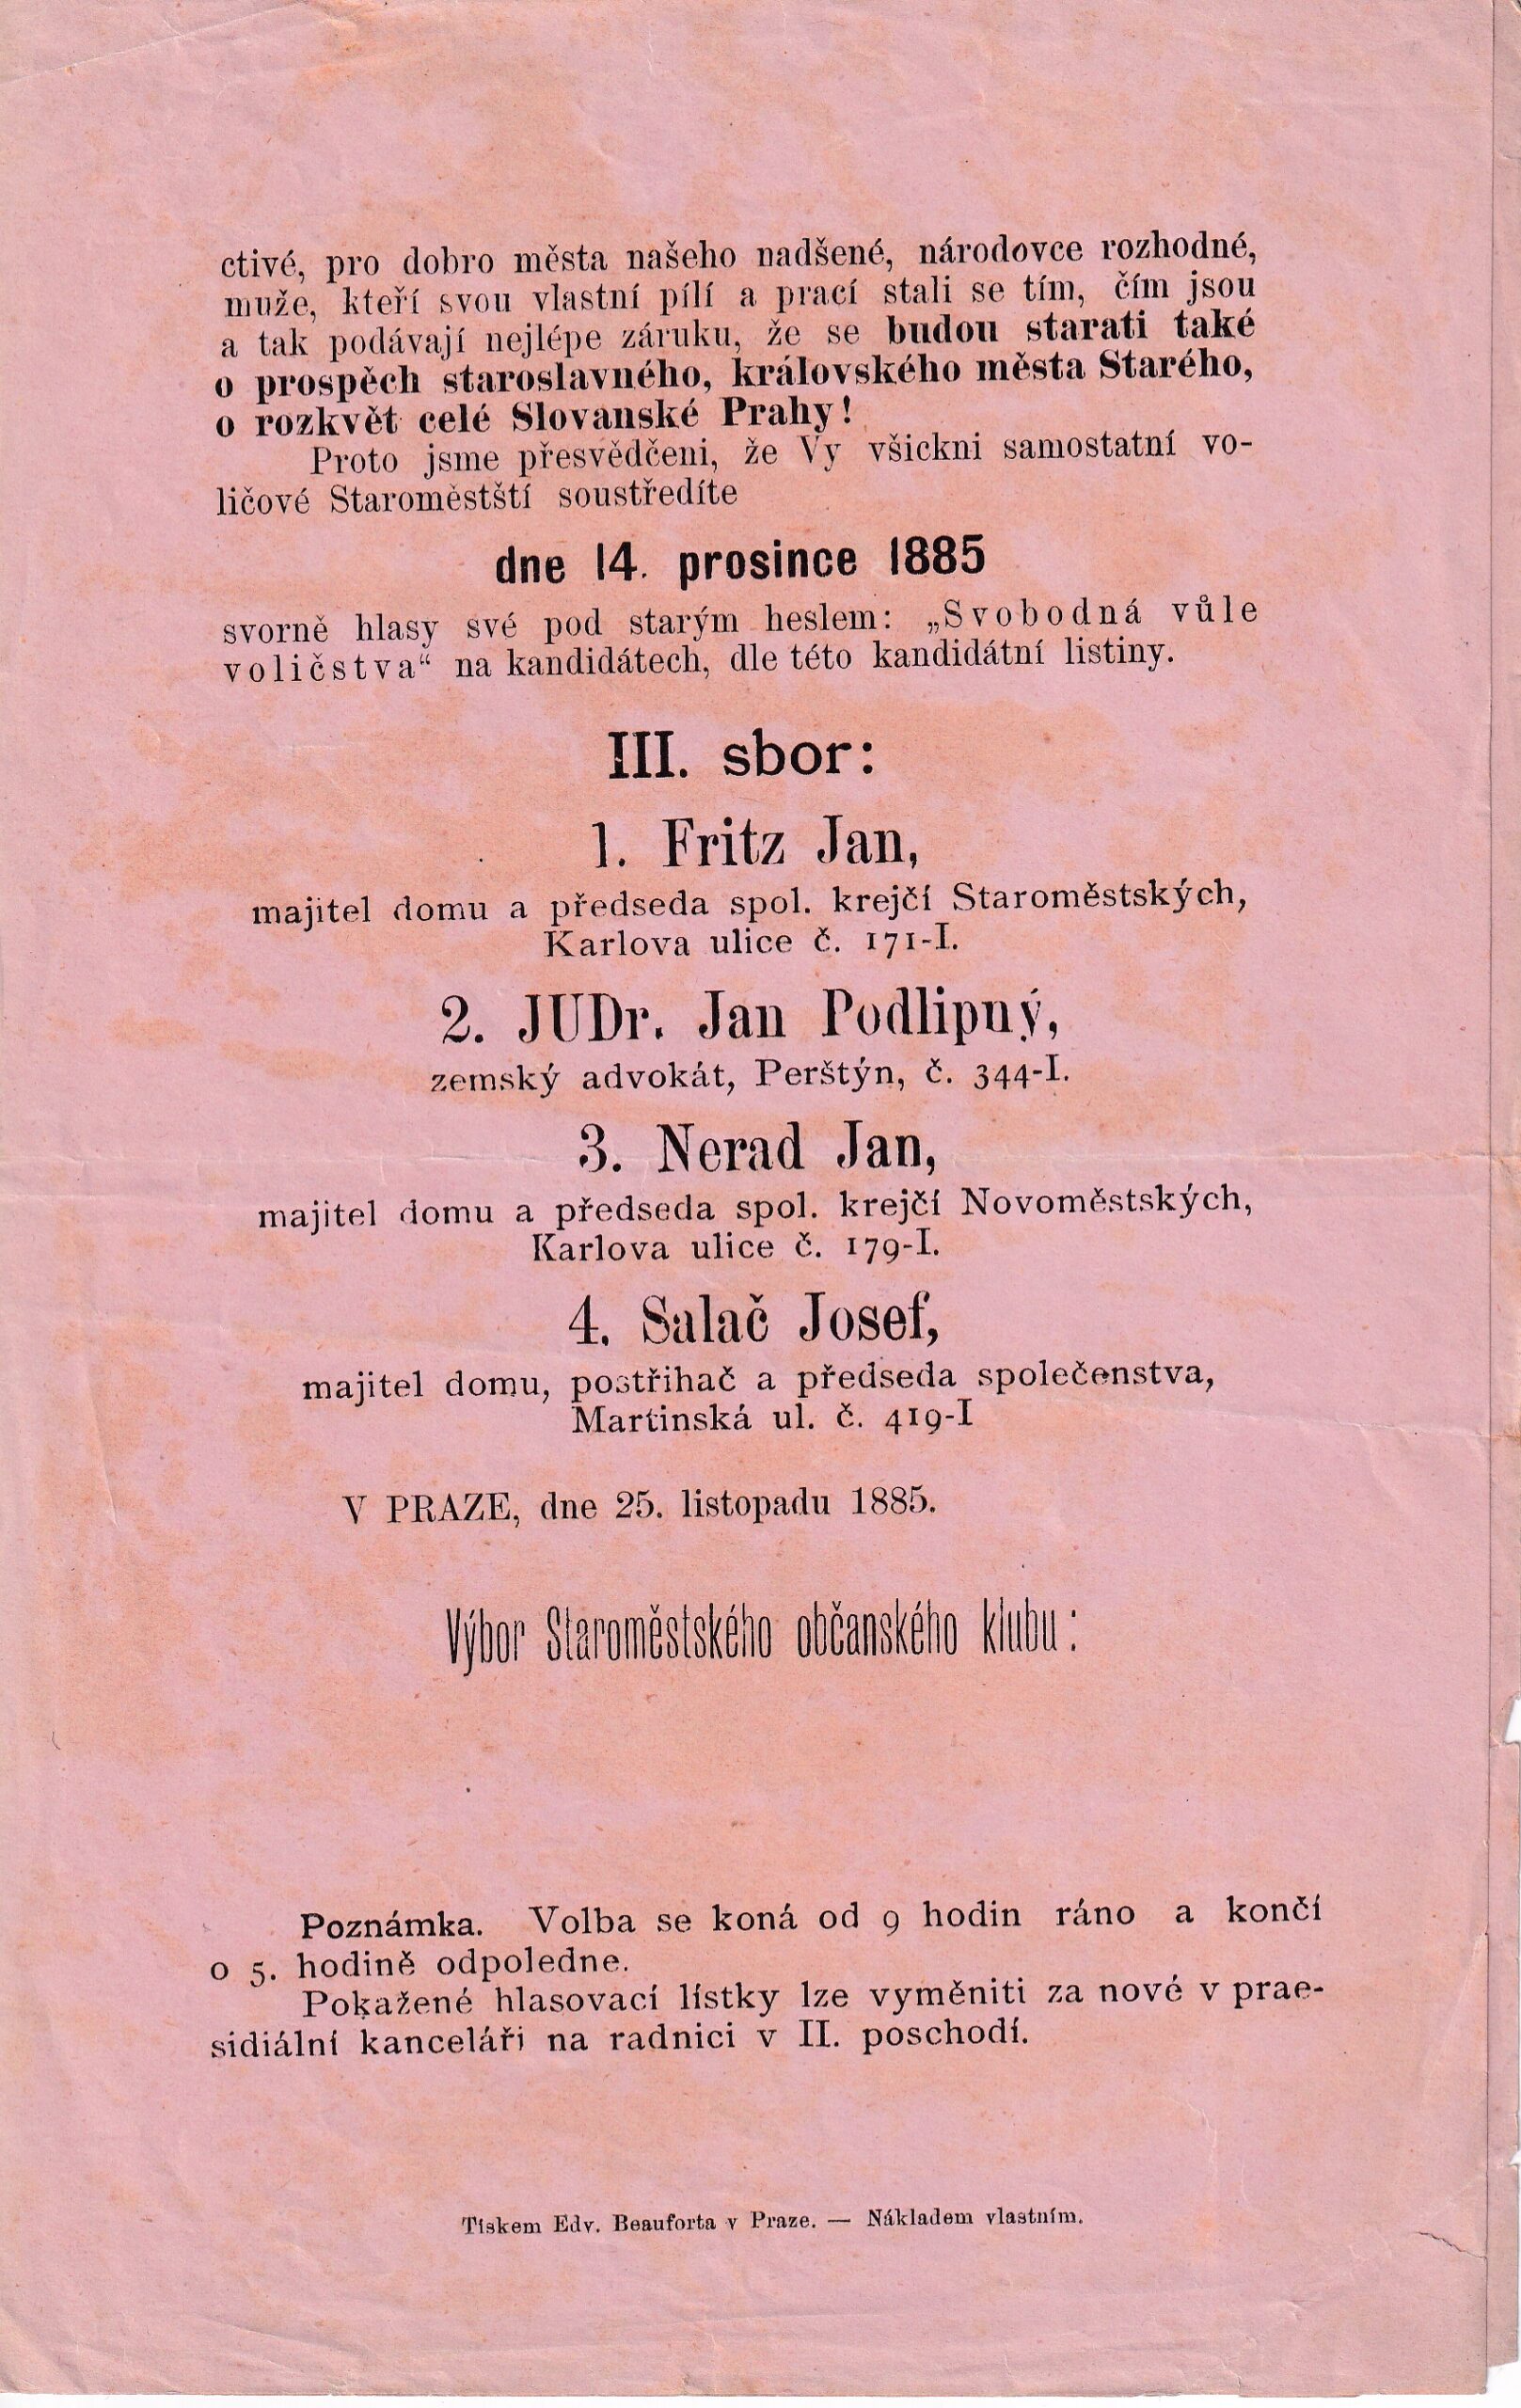 ctivé, pro dobro města našeho nadšené, národovce rozhodné,
muže, kteří svou vlastní pílí a prací stali se tím, čím jsou
a tak podávají nejlépe záruku, že se budou starati také
o prospěch staroslavného, královského města Starého,
o rozkvět celé Slovanské Prahy!
Proto jsme přesvědčeni, že Vy všickni samostatní vo-
ličové Staroměstští soustředíte
dne 14. prosince 1885
svorně hlasy své pod starým heslem: „Svobodná vůle
voličstva“ na kandidátech, dle této kandidátní listiny.
III. sbor:
1. Fritz Jan,
majitel domu a předseda spol. krejčí Staroměstských,
Karlova ulice č. 171-I.
2. JUDr. Jan Podlipný,
zemský advokát, Perštýn, č. 344-I.
3. Nerad Jan,
majitel domu a předseda spol. krejčí Novoměstských,
Karlova ulice č. 179-I.
4. Salač Josef,
majitel domu, postřihač a předseda společenstva,
Martinská ul. č. 419-I
V PRAZE, dne 25. listopadu 1885.
Výbor Staroměstského občanského klubu:
Poznámka. Volba se koná od 9 hodin ráno a končí
o 5. hodině odpoledne.
Pokažené hlasovací lístky lze vyměniti za nové v prae-
sidiální kanceláři na radnici v II. poschodí.
Tiskem Edv. Beauforta v Praze. — Nákladem vlastním.